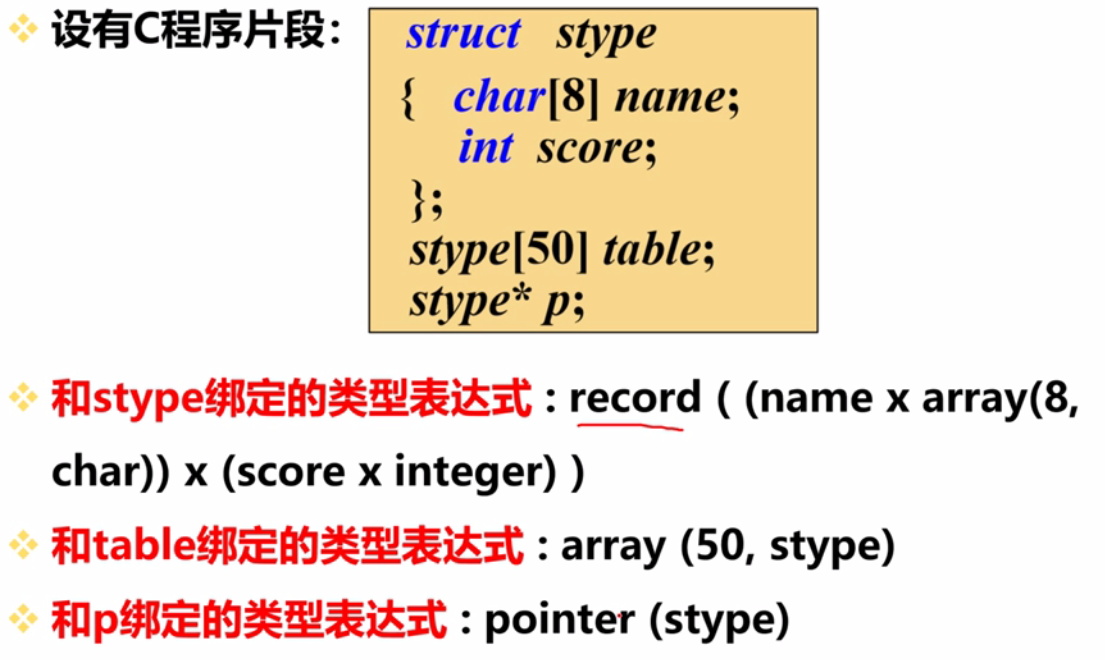 设有C程序片段：
struct stype
{ char[8] name;
int score;
};
stype[50] table;
stype* p;
和stype绑定的类型表达式 : record ( (name x array(8,
char)) x (score x integer) )
和table绑定的类型表达式 : array (50, stype)
和p绑定的类型表达式 : pointer (stype)